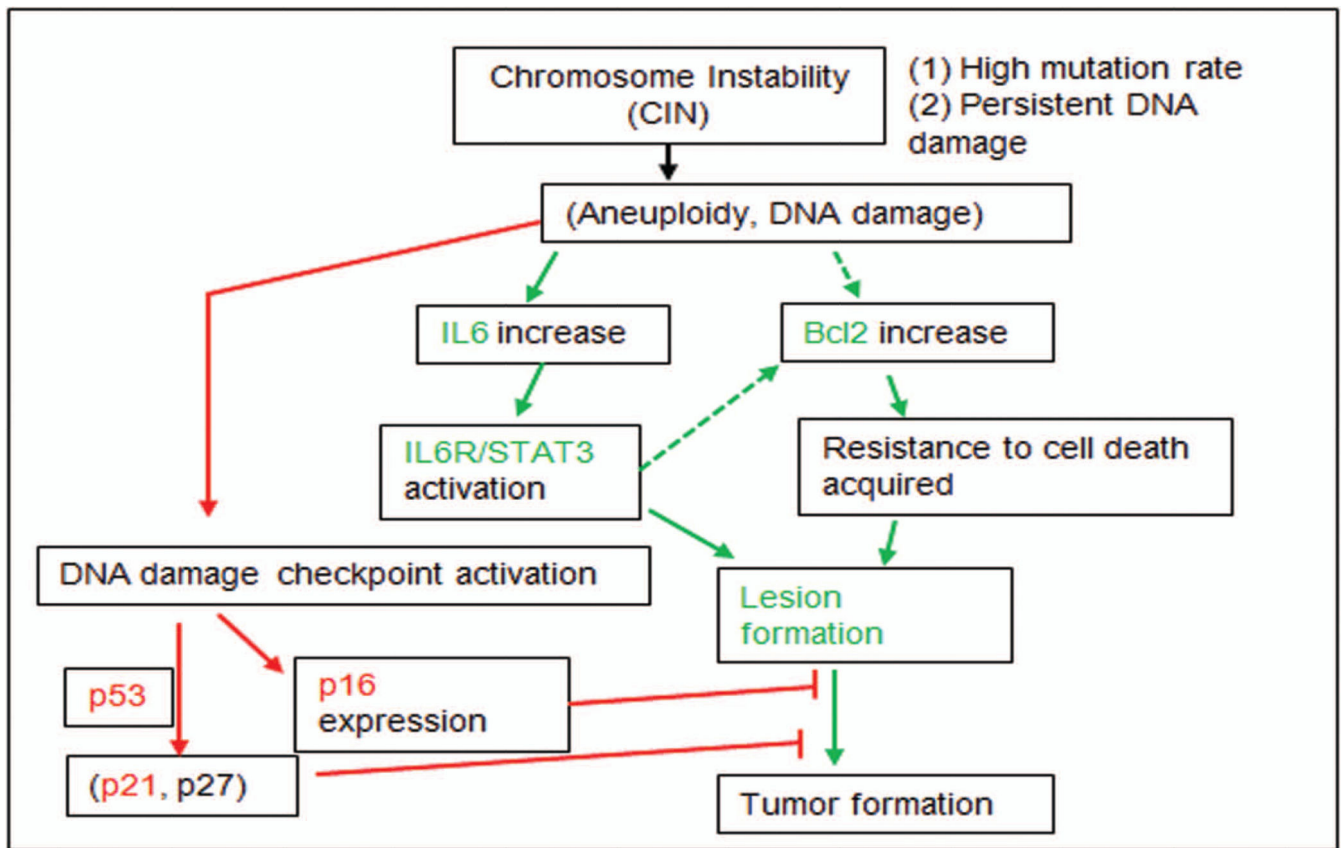 Chromosome Instability
(CIN)
(1) High mutation rate
(2) Persistent DNA
damage
(Aneuploidy, DNA damage)
IL6 increase
Bcl2 increase
IL6R/STAT3
activation
Resistance to cell death
acquired
DNA damage checkpoint activation
Lesion
formation
p53
p16
expression
(p21, p27)
Tumor formation